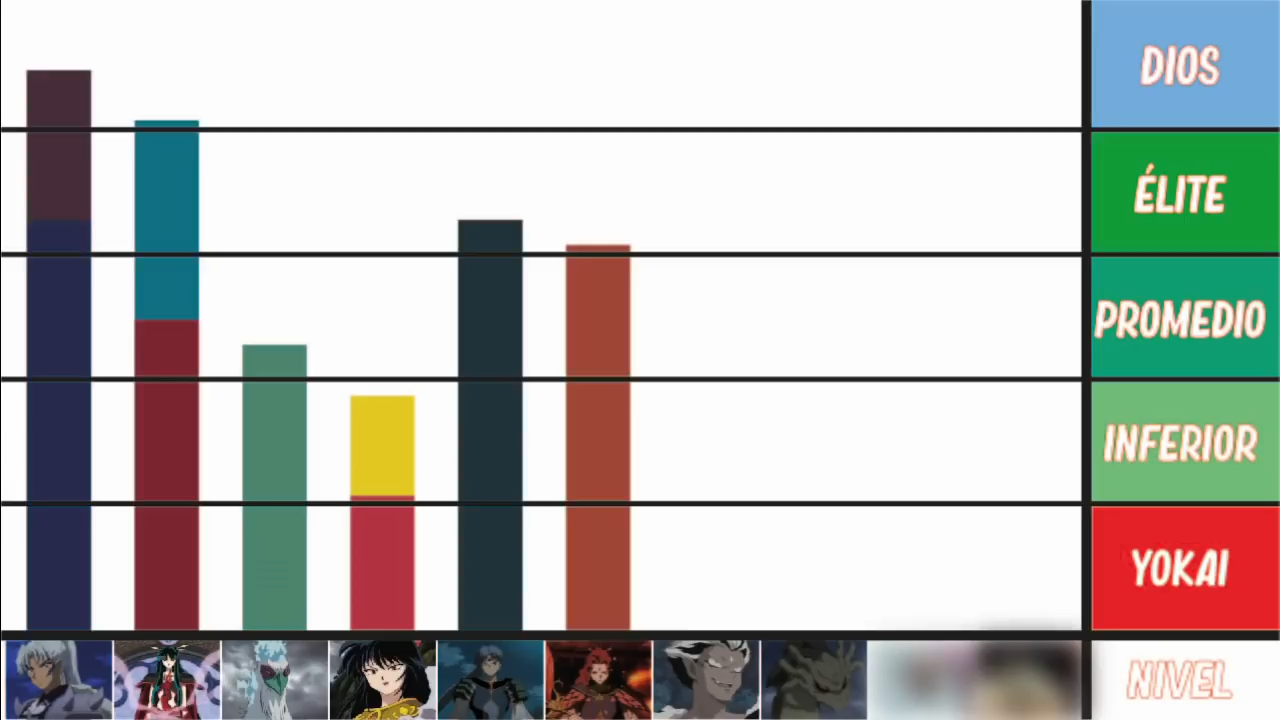 DIOS
ÉLITE
PROMEDIO
INFERIOR
YOKAI
NIVEL